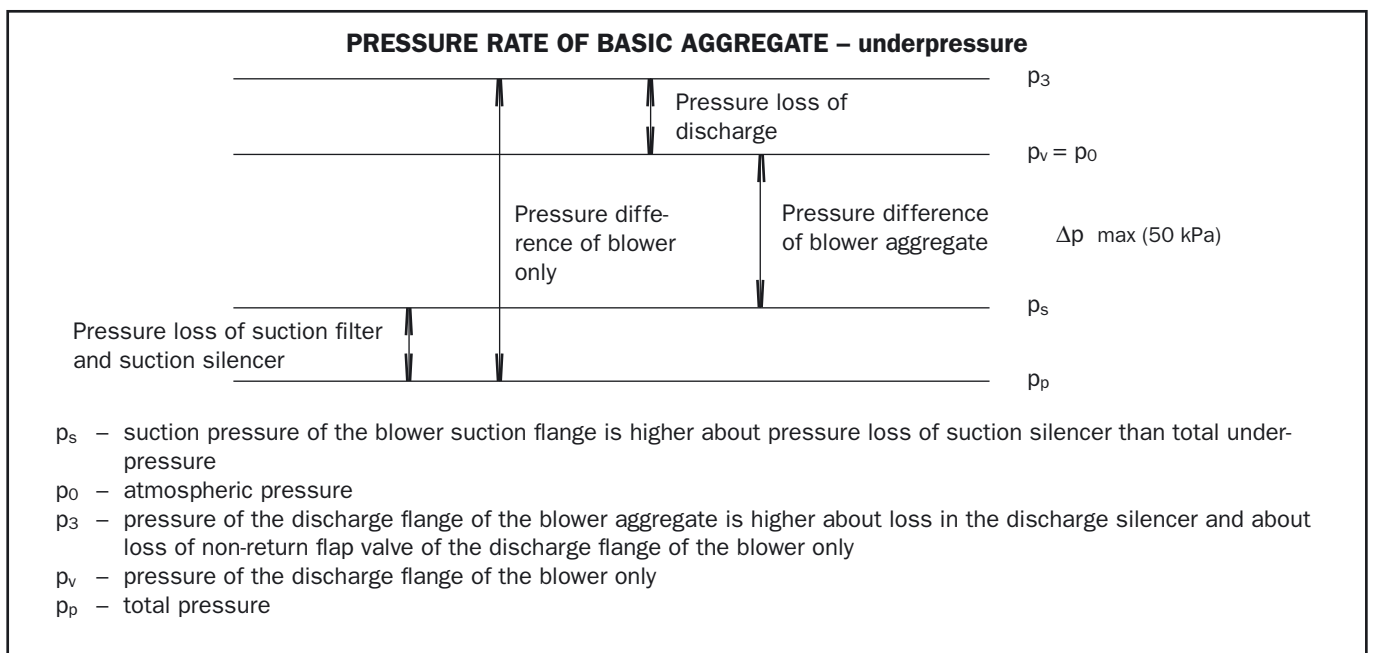 PRESSURE RATE OF BASIC AGGREGATE – underpressure
p3
Pressure loss of
discharge
pv = p0
Pressure diffe-
rence of blower
only
Pressure difference
of blower aggregate
Δp max (50 kPa)
ps
Pressure loss of suction filter
and suction silencer
pp
ps – suction pressure of the blower suction flange is higher about pressure loss of suction silencer than total under-
pressure
p0 – atmospheric pressure
p3 – pressure of the discharge flange of the blower aggregate is higher about loss in the discharge silencer and about
loss of non-return flap valve of the discharge flange of the blower only
pv – pressure of the discharge flange of the blower only
pp – total pressure